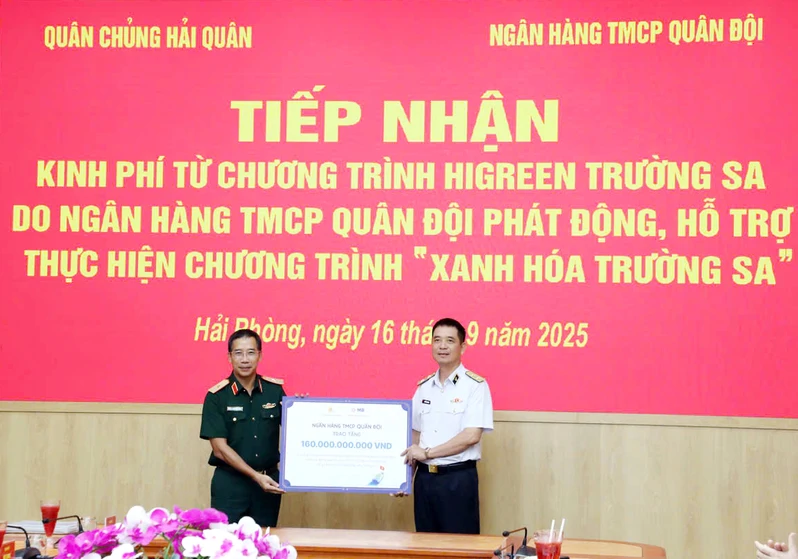 QUÂN CHỦNG HẢI QUÂN
NGÂN HÀNG TMCP QUÂN ĐỘI
TIẾP NHẬN
KINH PHÍ TỪ CHƯƠNG TRÌNH HIGREEN TRƯỜNG SA
DO NGÂN HÀNG TMCP QUÂN ĐỘI PHÁT ĐỘNG, HỖ TRỢ
THỰC HIỆN CHƯƠNG TRÌNH "XANH HÓA TRƯỜNG SA"
Hải Phòng, ngày 16 tháng 9 năm 2025
NGÂN HÀNG TMCP QUÂN ĐỘI
TRAO TẶNG
160.000.000.000 VND